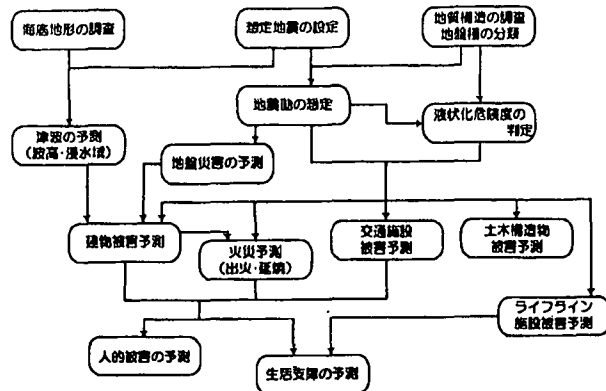 海底地形の調査
想定地震の設定
地質構造の調査
地盤種の分類
地震動の想定
液状化危険度の
判定
津波の予測
(波高・浸水域)
地盤災害の予測
建物被害予測
火災予測
(出火・延焼)
交通施設
被害予測
土木構造物
被害予測
ライフライン
施設被害予測
人的被害の予測
生活支障の予測